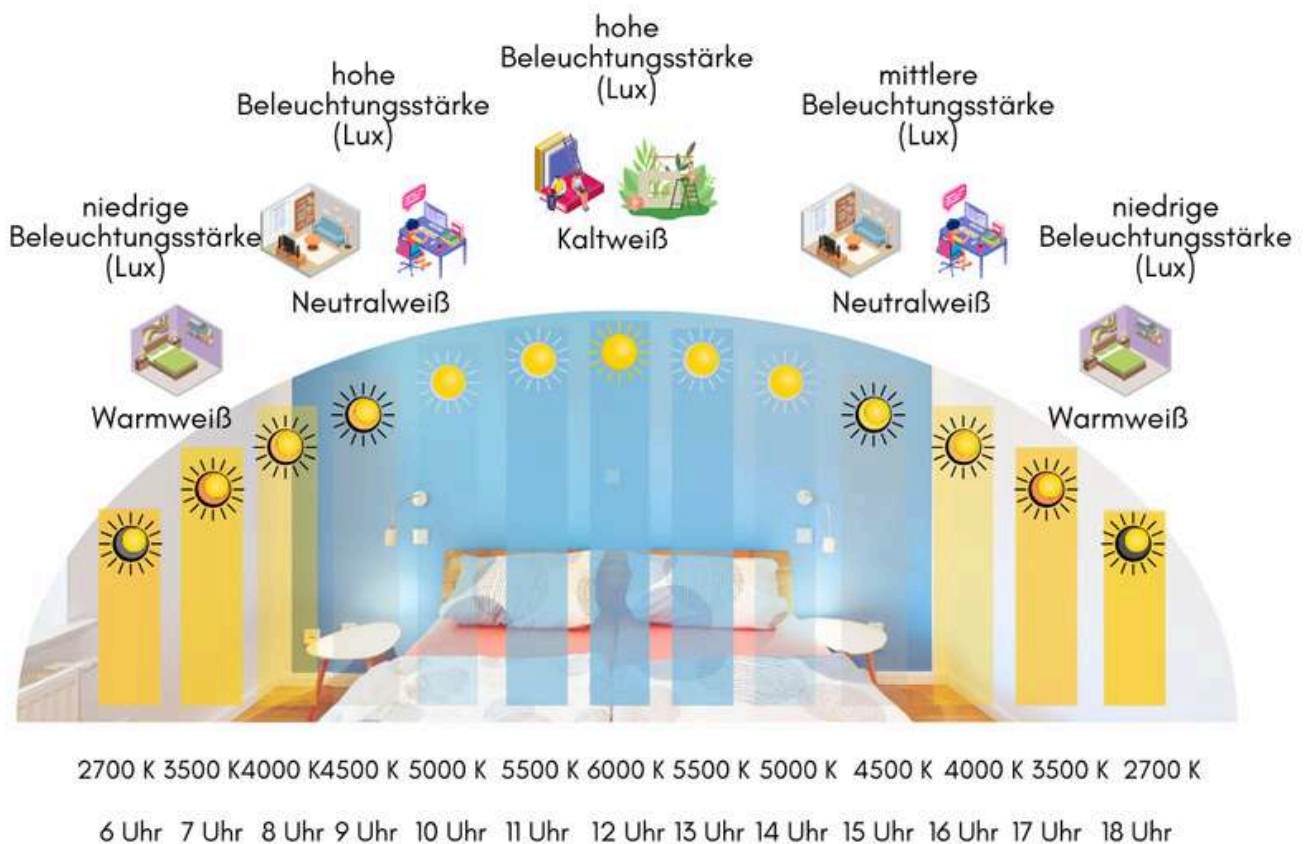 niedrige
Beleuchtungsstärke
(Lux)
Warmweiß
hohe
Beleuchtungsstärke
(Lux)
Neutralweiß
hohe
Beleuchtungsstärke
(Lux)
Kaltweiß
mittlere
Beleuchtungsstärke
(Lux)
Neutralweiß
niedrige
Beleuchtungsstärke
(Lux)
Warmweiß
2700 K 3500 K 4000 K 4500 K 5000 K 5500 K 6000 K 5500 K 5000 K 4500 K 4000 K 3500 K 2700 K
6 Uhr 7 Uhr 8 Uhr 9 Uhr 10 Uhr 11 Uhr 12 Uhr 13 Uhr 14 Uhr 15 Uhr 16 Uhr 17 Uhr 18 Uhr